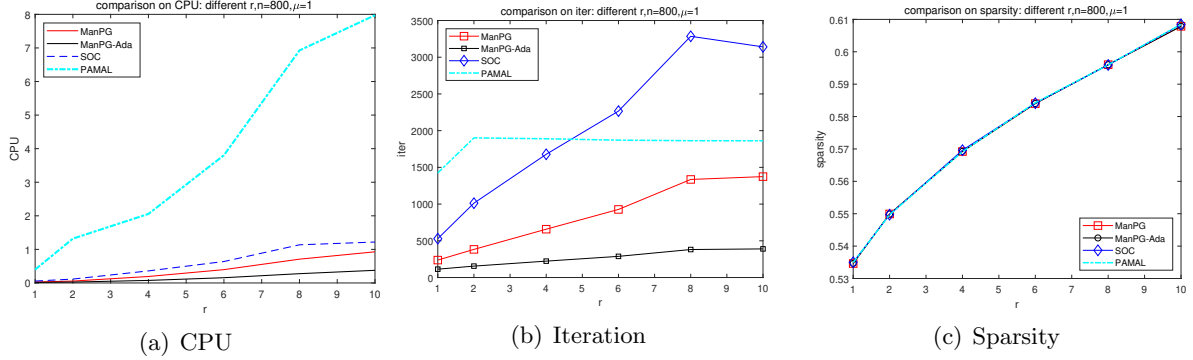 comparison on CPU: different r,n=800,μ=1
ManPG
ManPG-Ada
SOC
PAMAL
8
7
6
5
4
3
2
1
0
CPU
1 2 3 4 5 6 7 8 9 10
r
(a) CPU
comparison on iter: different r,n=800,μ=1
ManPG
ManPG-Ada
SOC
PAMAL
4000
3500
3000
2500
2000
1500
1000
500
0
iter
1 2 3 4 5 6 7 8 9 10
r
(b) Iteration
comparison on sparsity: different r,n=800,μ=1
0.61
0.6
0.59
0.58
0.57
0.56
0.55
0.54
0.53
sparsity
ManPG
ManPG-Ada
SOC
PAMAL
1 2 3 4 5 6 7 8 9 10
r
(c) Sparsity